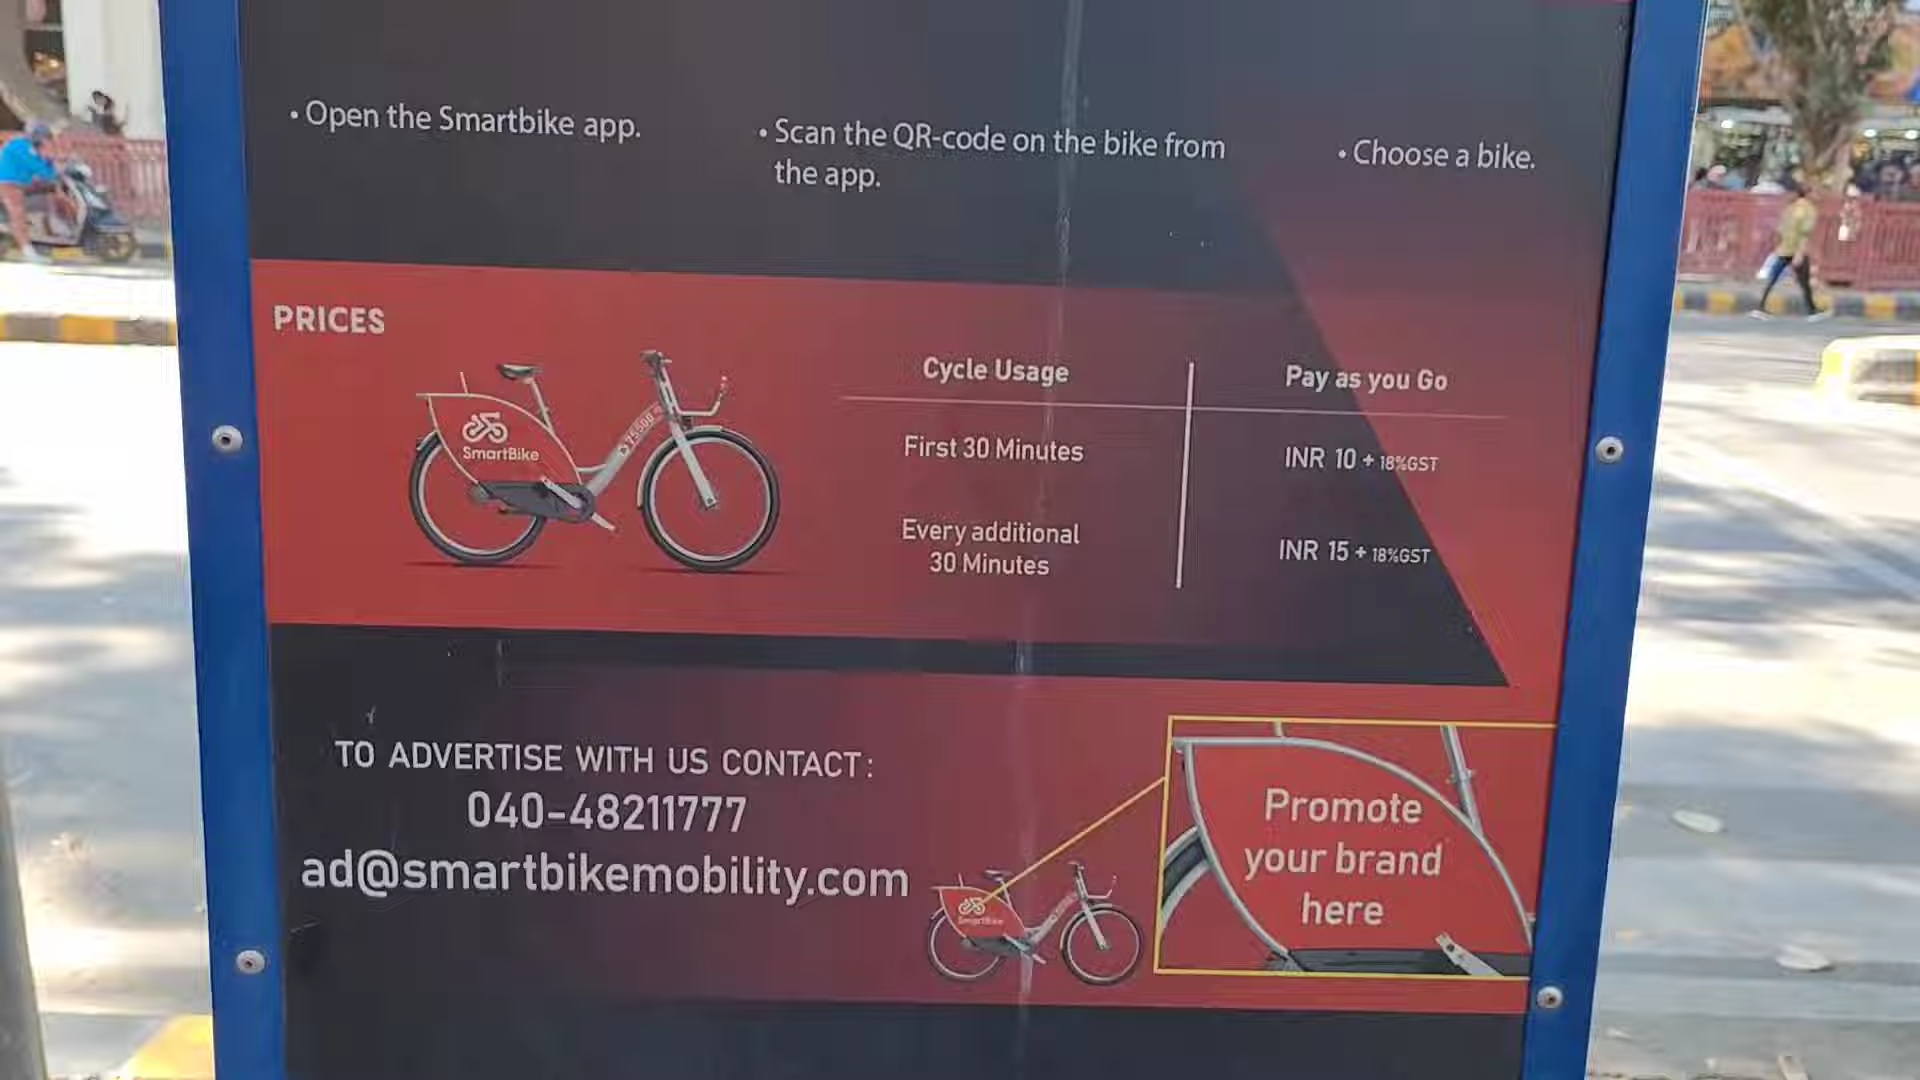 • Open the Smartbike app.
• Scan the QR-code on the bike from
the app.
• Choose a bike.
PRICES
SmartBike
75500
Cycle Usage
Pay as you Go
First 30 Minutes
INR 10 + 18%GST
Every additional
30 Minutes
INR 15 + 18%GST
TO ADVERTISE WITH US CONTACT:
040-48211777
ad@smartbikemobility.com
SmartBike
Promote
your brand
here